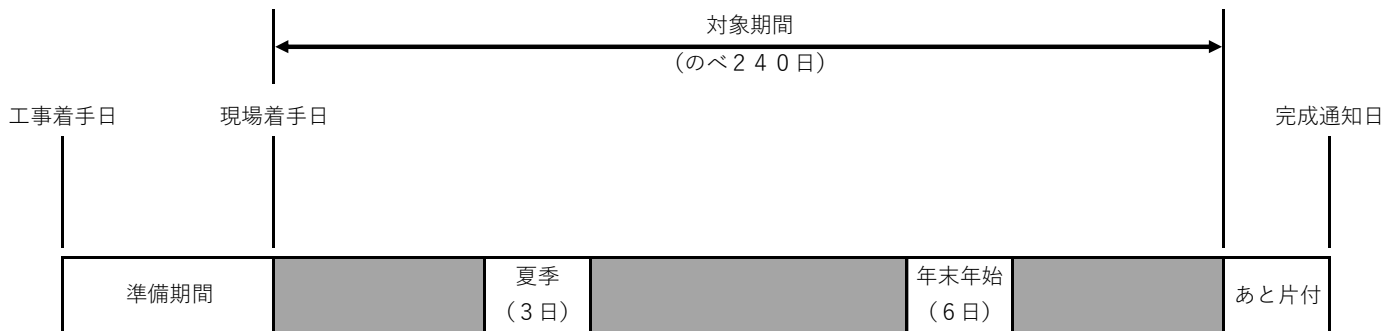 対象期間
（のべ２４０日）
工事着手日
現場着手日
完成通知日
準備期間
夏季
（３日）
年末年始
（６日）
あと片付